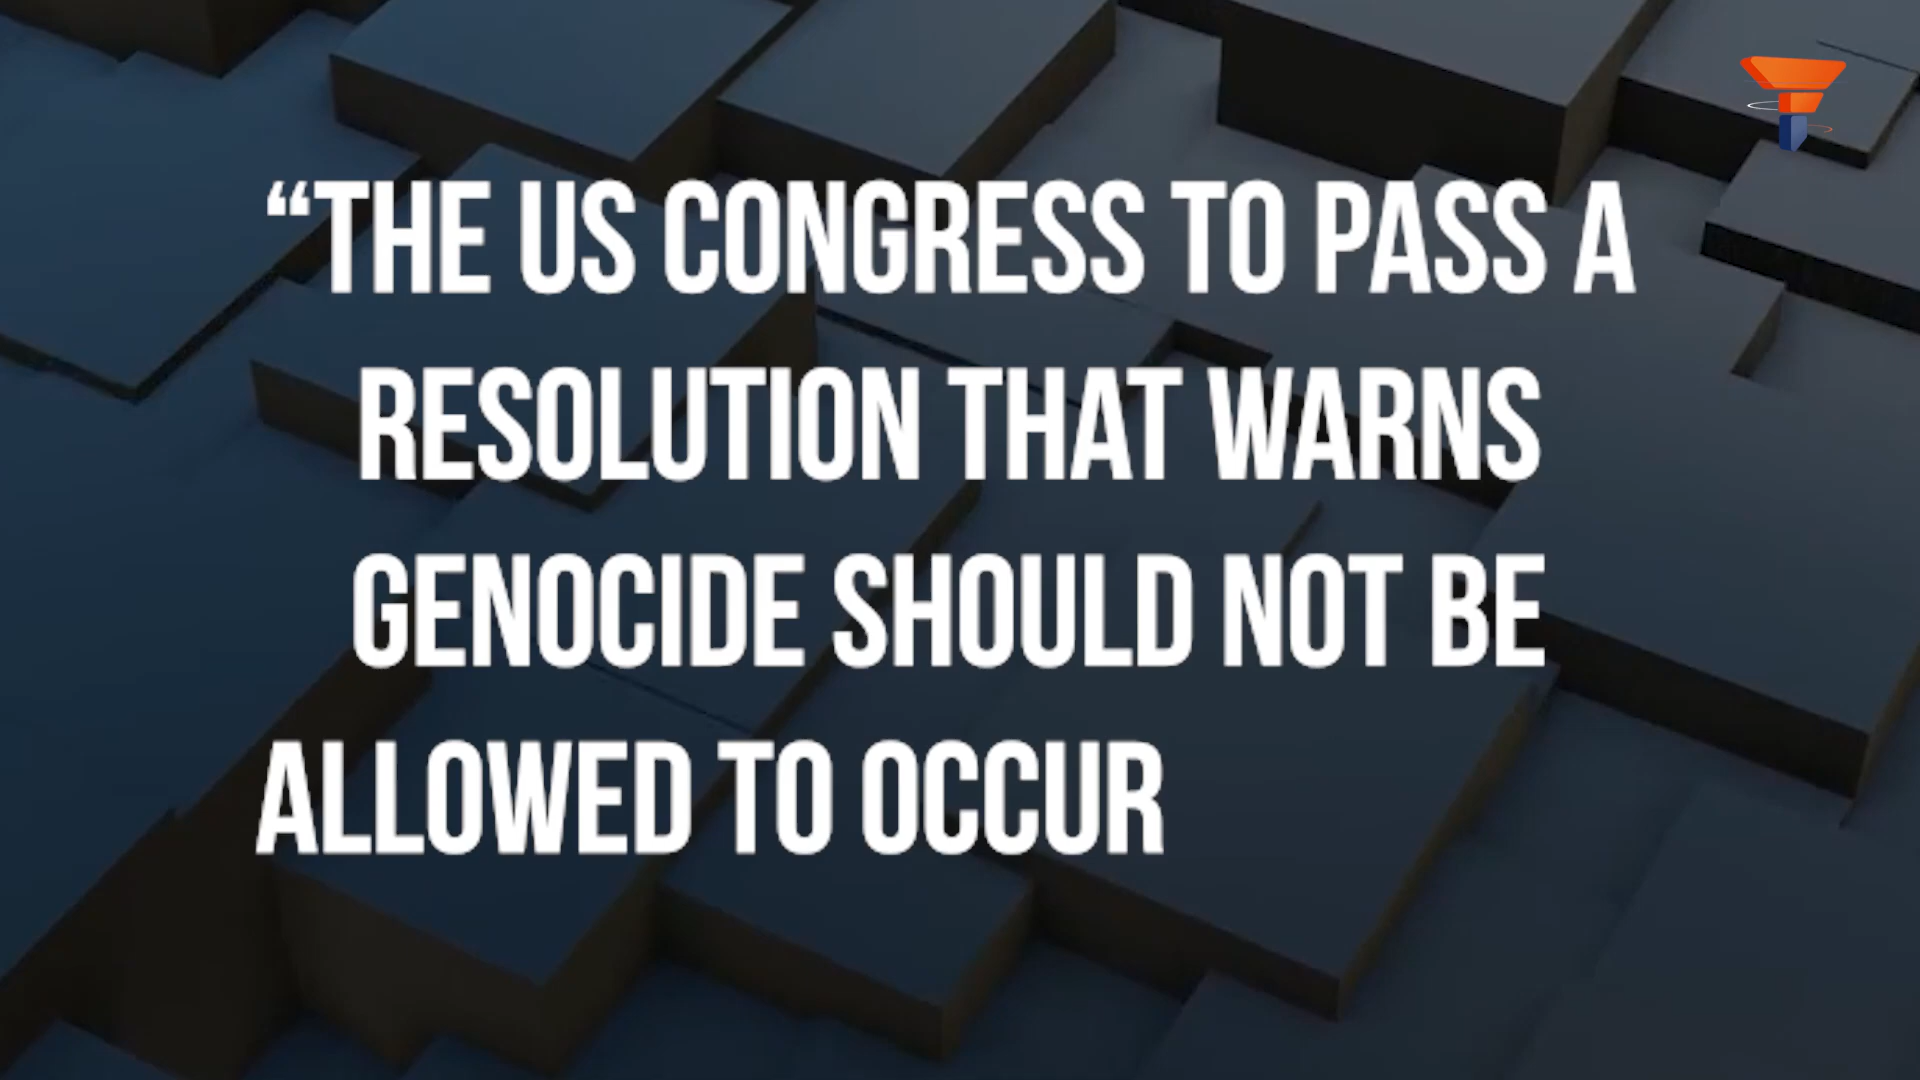 “THE US CONGRESS TO PASS A
RESOLUTION THAT WARNS
GENOCIDE SHOULD NOT BE
ALLOWED TO OCCUR